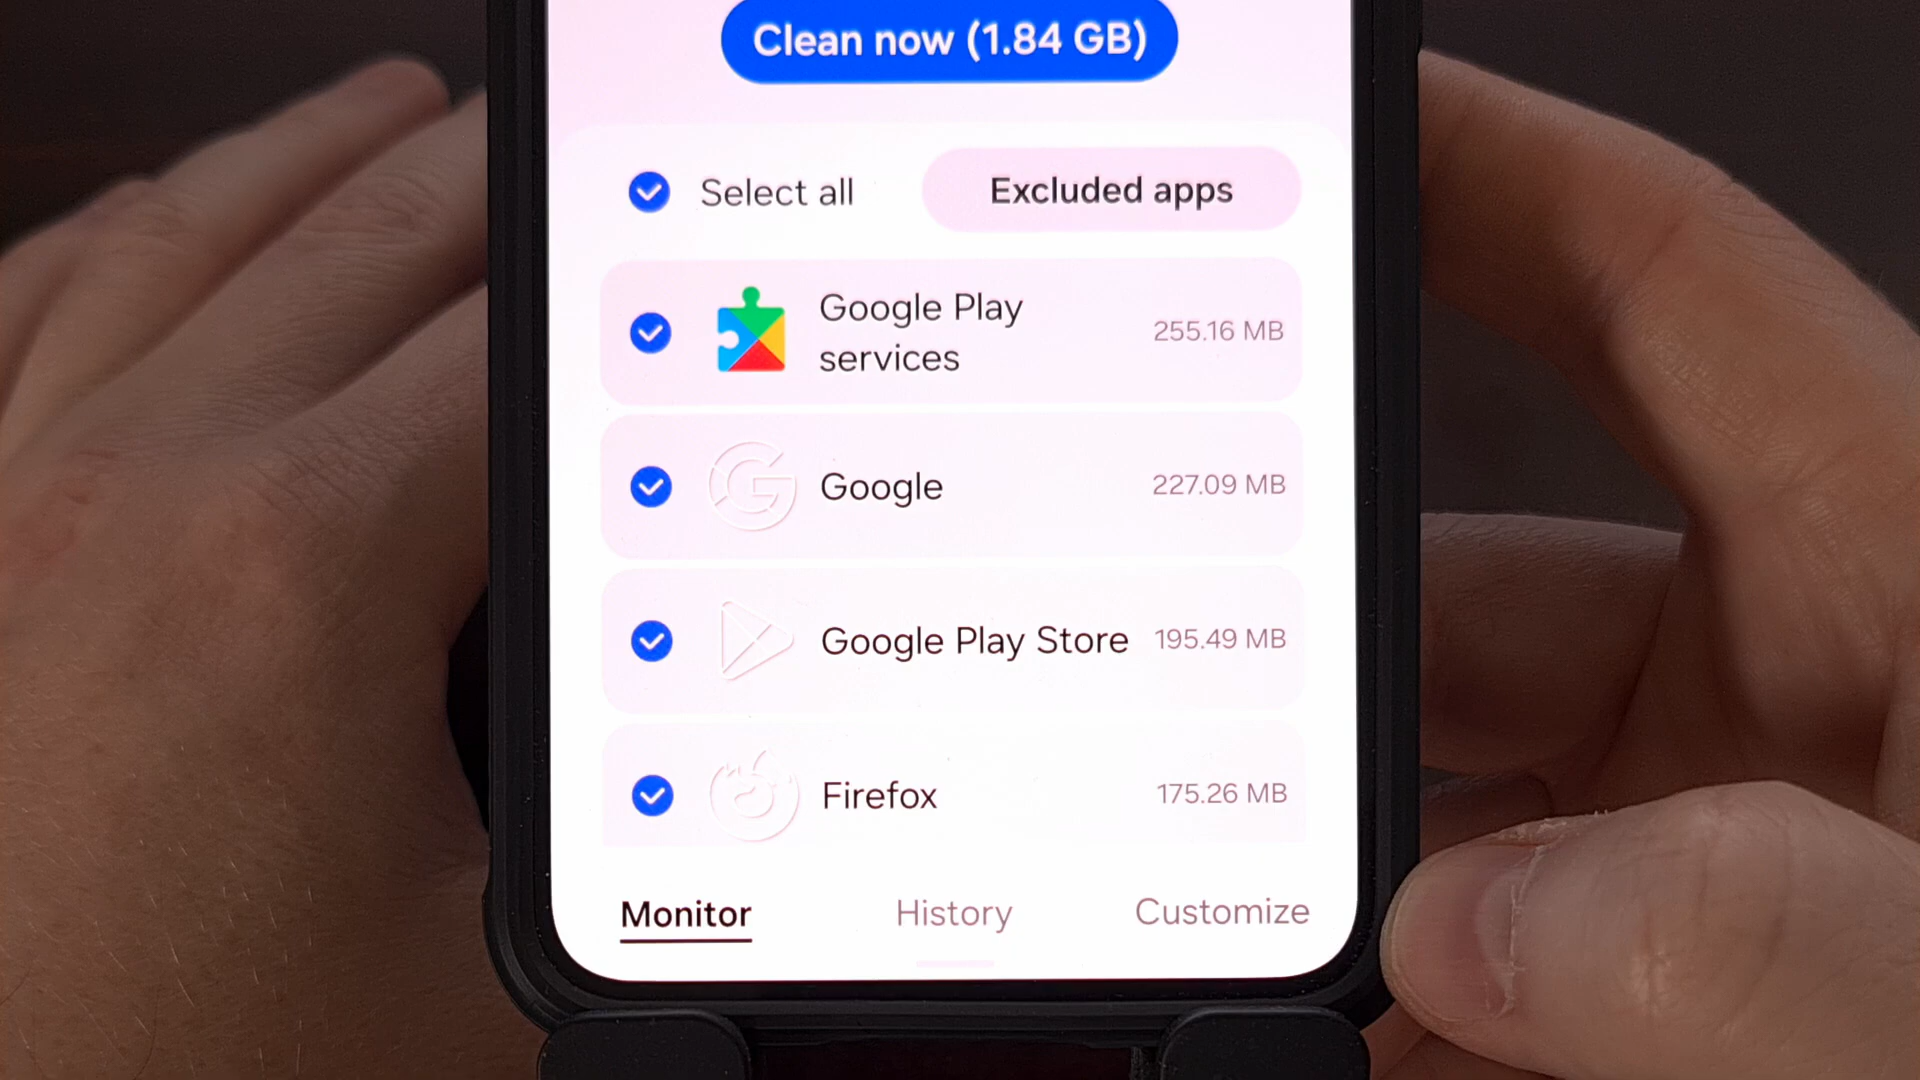 Clean now (1.84 GB)
Select all
Excluded apps
Google Play
services
255.16 MB
Google
227.09 MB
Google Play Store
195.49 MB
Firefox
175.26 MB
Monitor
History
Customize